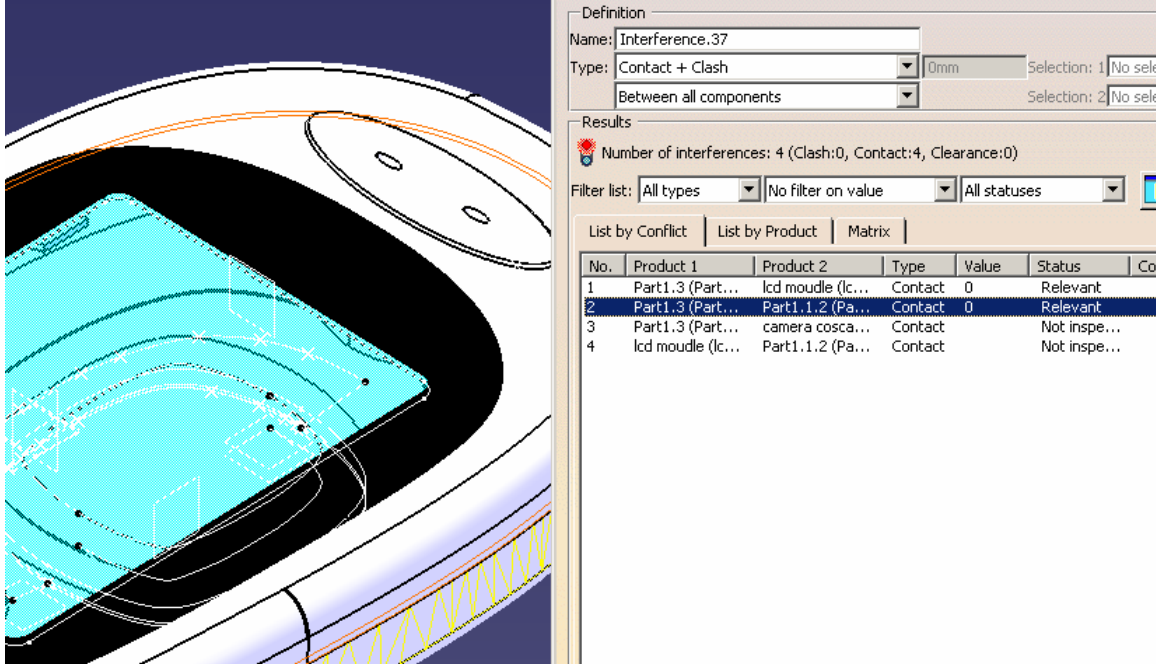 Definition
Name: Interference.37
Type: Contact + Clash 0mm Selection: 1 No sele
Between all components Selection: 2 No sele
Results
Number of interferences: 4 (Clash:0, Contact:4, Clearance:0)
Filter list: All types No filter on value All statuses
List by Conflict List by Product Matrix
No. Product 1 Product 2 Type Value Status Co
1 Part1.3 (Part... lcd moudle (lc... Contact 0 Relevant
2 Part1.3 (Part... Part1.1.2 (Pa... Contact 0 Relevant
3 Part1.3 (Part... camera cosca... Contact Not inspe...
4 lcd moudle (lc... Part1.1.2 (Pa... Contact Not inspe...